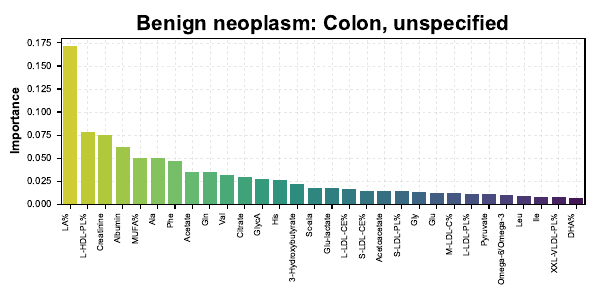 Benign neoplasm: Colon, unspecified
Importance
0.175
0.150
0.125
0.100
0.075
0.050
0.025
0.000
LA%
L-HDL-PL%
Creatinine
Albumin
MUFA%
Ala
Phe
Acetate
Gln
Val
Citrate
GlycA
His
3-Hydroxybutyrate
Glu-lactate
L-LDL-CE%
S-LDL-CE%
Acetoacetate
S-LDL-PL%
Gly
Glu
M-LDL-C%
L-LDL-PL%
Pyruvate
Omega-6/Omega-3
Leu
Ile
XXL-VLDL-PL%
DHA%